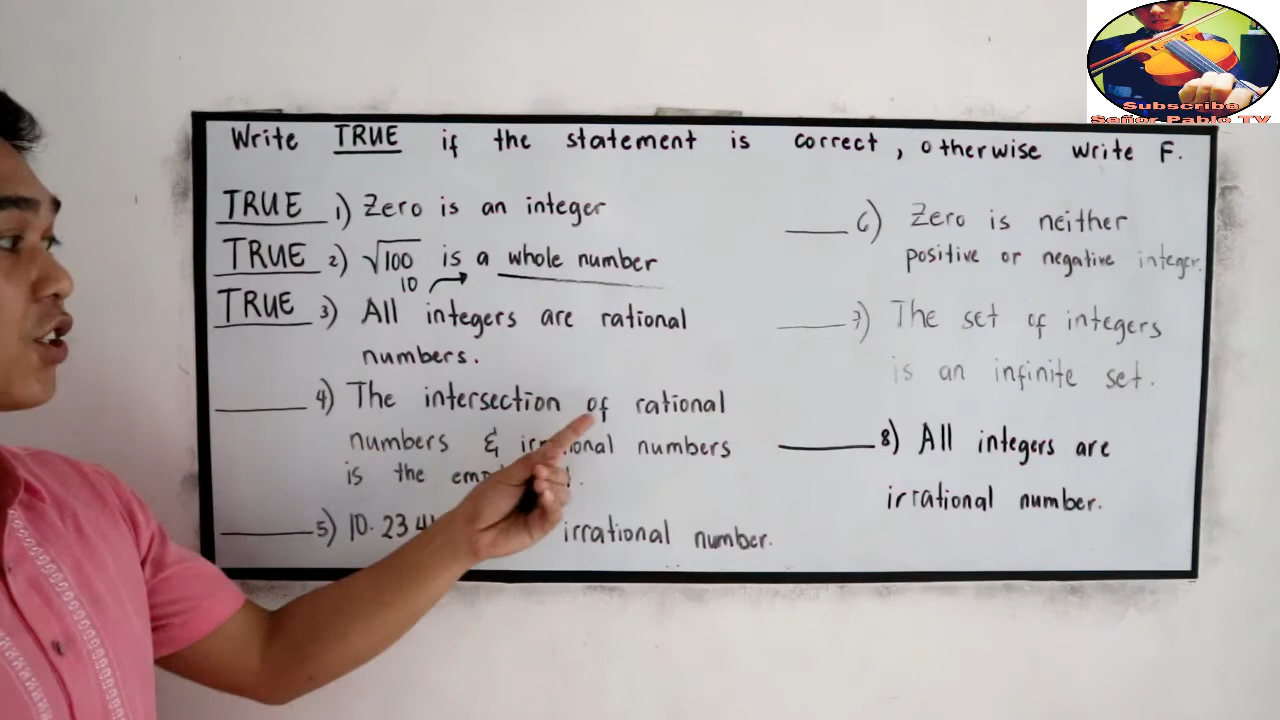 Write TRUE if the statement is correct, otherwise write F.
TRUE 1) Zero is an integer
TRUE 2) √100 is a whole number
10
TRUE 3) All integers are rational
numbers.
4) The intersection of rational
numbers & irrational numbers
is the
5) 10.23 irrational number.
6) Zero is neither
positive or negative integer.
7) The set of integers
is an infinite set.
8) All integers are
irrational number.
Subscribe
Señor Pablo TV